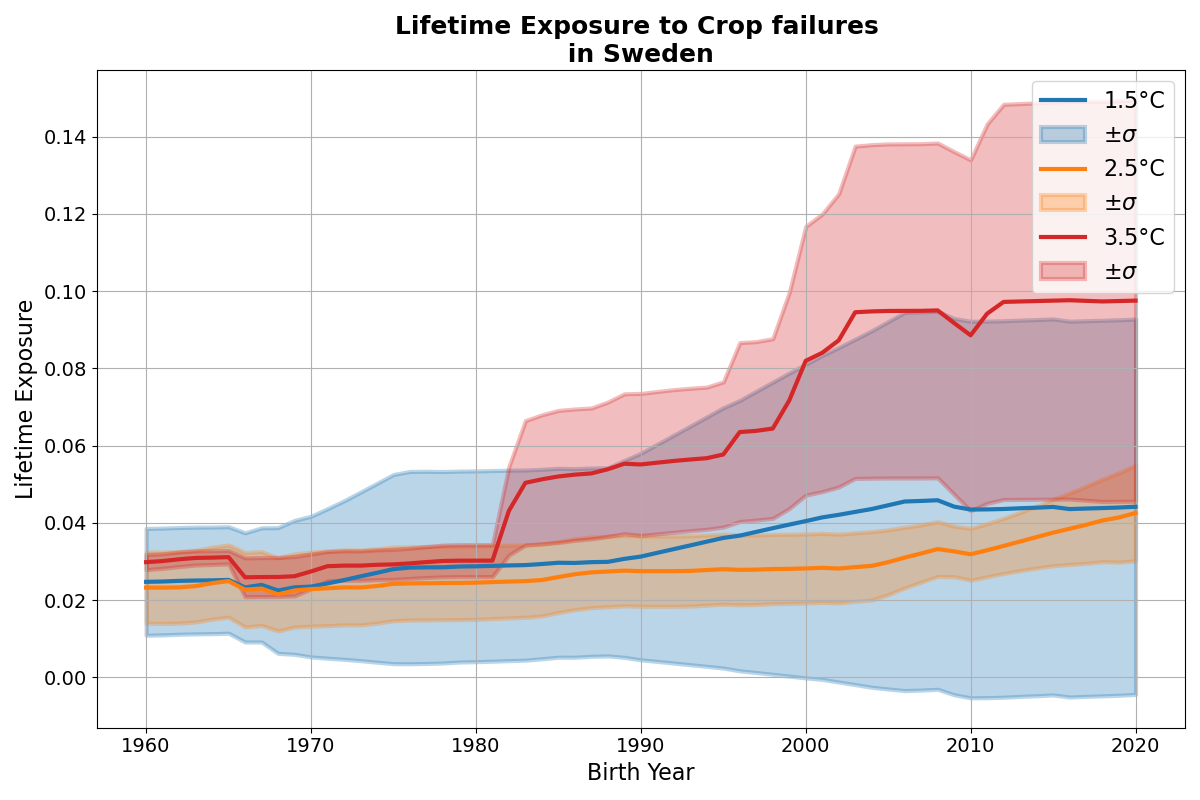 Lifetime Exposure to Crop failures
in Sweden
Lifetime Exposure
0.14
0.12
0.10
0.08
0.06
0.04
0.02
0.00
1960 1970 1980 1990 2000 2010 2020
Birth Year
1.5°C
±σ
2.5°C
±σ
3.5°C
±σ